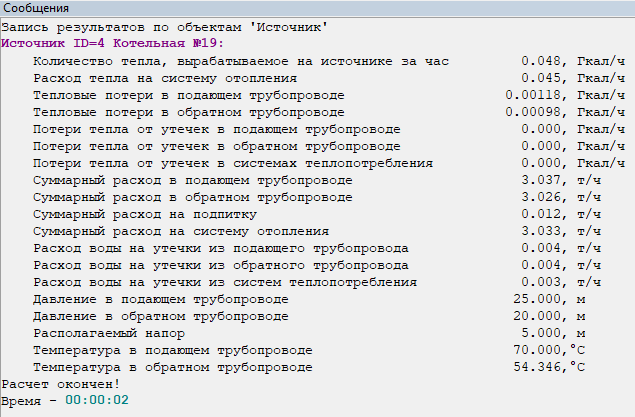 Сообщения
Запись результатов по объектам 'Источник'
Источник ID=4 Котельная №19:
Количество тепла, вырабатываемое на источнике за час 0.048, Гкал/ч
Расход тепла на систему отопления 0.045, Гкал/ч
Тепловые потери в подающем трубопроводе 0.00118, Гкал/ч
Тепловые потери в обратном трубопроводе 0.00098, Гкал/ч
Потери тепла от утечек в подающем трубопроводе 0.000, Гкал/ч
Потери тепла от утечек в обратном трубопроводе 0.000, Гкал/ч
Потери тепла от утечек в системах теплопотребления 0.000, Гкал/ч
Суммарный расход в подающем трубопроводе 3.037, т/ч
Суммарный расход в обратном трубопроводе 3.026, т/ч
Суммарный расход на подпитку 0.012, т/ч
Суммарный расход на систему отопления 3.033, т/ч
Расход воды на утечки из подающего трубопровода 0.004, т/ч
Расход воды на утечки из обратного трубопровода 0.004, т/ч
Расход воды на утечки из систем теплопотребления 0.003, т/ч
Давление в подающем трубопроводе 25.000, м
Давление в обратном трубопроводе 20.000, м
Располагаемый напор 5.000, м
Температура в подающем трубопроводе 70.000,°C
Температура в обратном трубопроводе 54.346,°C
Расчет окончен!
Время - 00:00:02